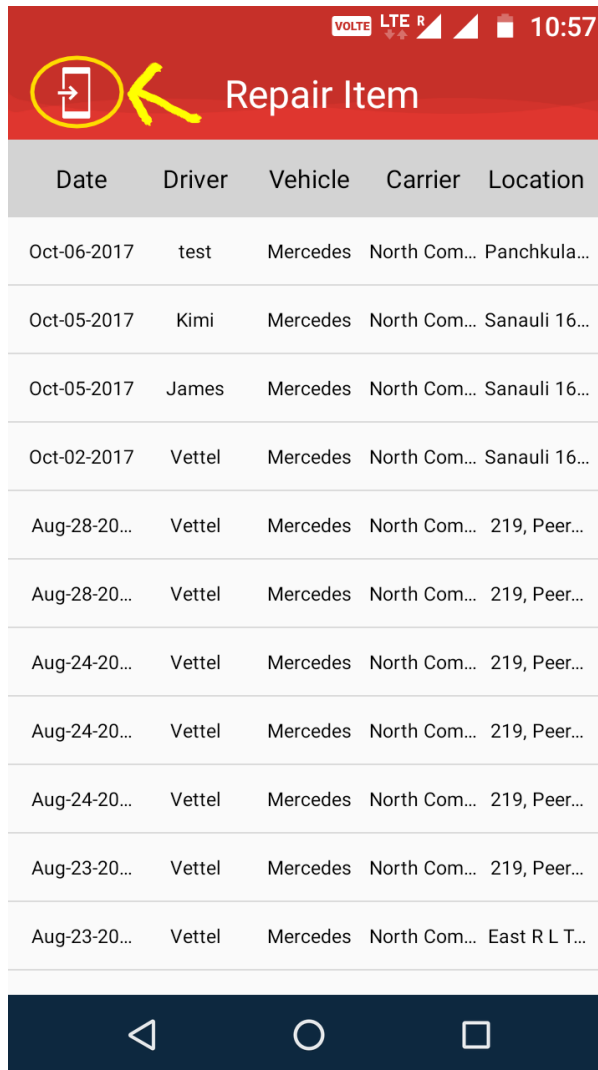 VOLTE LTE R 10:57
Repair Item
Date Driver Vehicle Carrier Location
Oct-06-2017 test Mercedes North Com... Panchkula...
Oct-05-2017 Kimi Mercedes North Com... Sanauli 16...
Oct-05-2017 James Mercedes North Com... Sanauli 16...
Oct-02-2017 Vettel Mercedes North Com... Sanauli 16...
Aug-28-20... Vettel Mercedes North Com... 219, Peer...
Aug-28-20... Vettel Mercedes North Com... 219, Peer...
Aug-24-20... Vettel Mercedes North Com... 219, Peer...
Aug-24-20... Vettel Mercedes North Com... 219, Peer...
Aug-24-20... Vettel Mercedes North Com... 219, Peer...
Aug-23-20... Vettel Mercedes North Com... 219, Peer...
Aug-23-20... Vettel Mercedes North Com... East R L T...